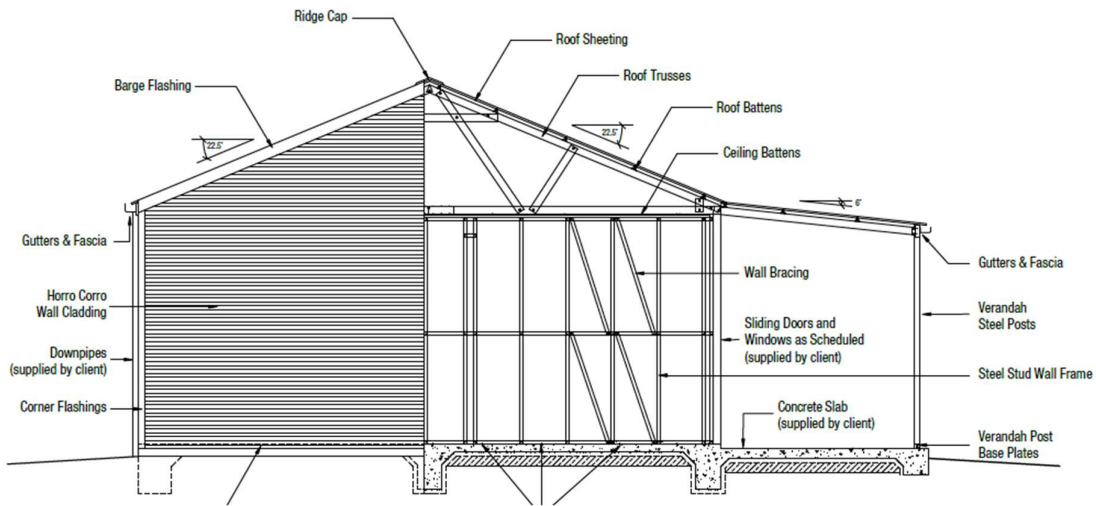 Ridge Cap
Roof Sheeting
Barge Flashing
Roof Trusses
Roof Battens
22.5°
22.5°
Ceiling Battens
6°
Gutters & Fascia
Gutters & Fascia
Wall Bracing
Horro Corro
Wall Cladding
Verandah
Steel Posts
Sliding Doors and
Windows as Scheduled
(supplied by client)
Downpipes
(supplied by client)
Steel Stud Wall Frame
Corner Flashings
Concrete Slab
(supplied by client)
Verandah Post
Base Plates